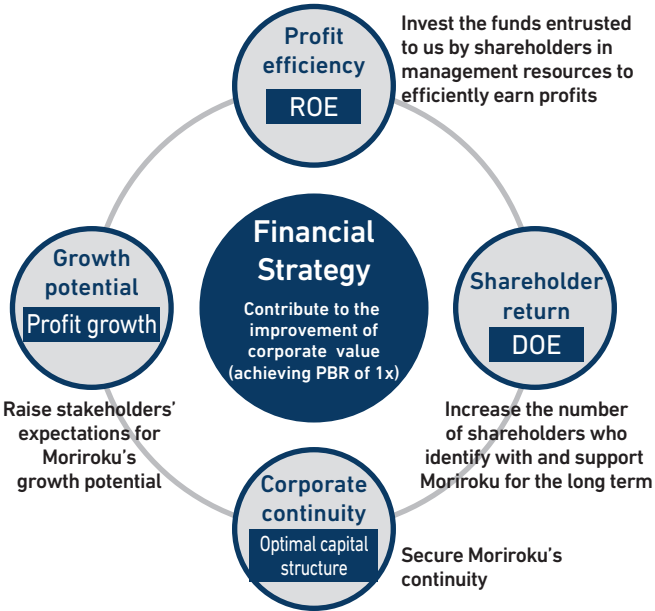 Profit
efficiency
ROE
Invest the funds entrusted
to us by shareholders in
management resources to
efficiently earn profits
Financial
Strategy
Contribute to the
improvement of
corporate value
(achieving PBR of 1x)
Growth
potential
Profit growth
Raise stakeholders’
expectations for
Moriroku’s
growth potential
Shareholder
return
DOE
Increase the number
of shareholders who
identify with and support
Moriroku for the long term
Corporate
continuity
Optimal capital
structure
Secure Moriroku’s
continuity